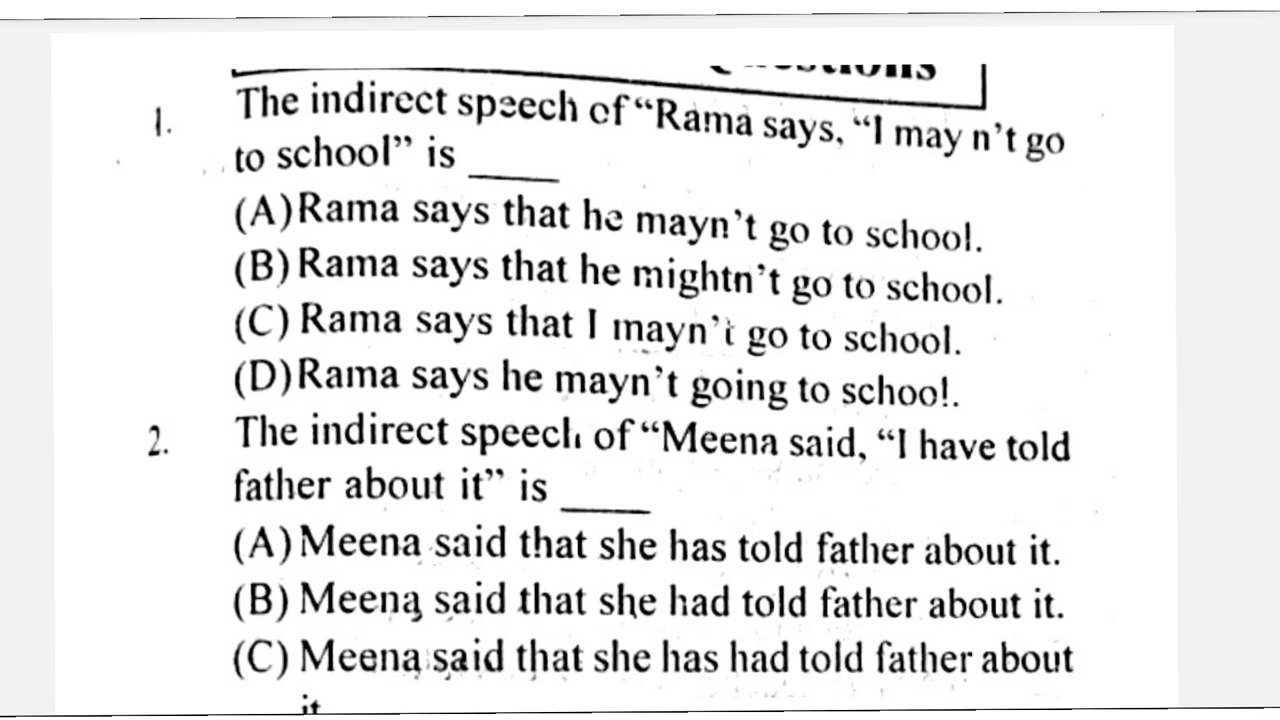 1. The indirect speech of “Rama says, “I may n’t go
to school” is ____
(A) Rama says that he mayn’t go to school.
(B) Rama says that he mightn’t go to school.
(C) Rama says that I mayn’t go to school.
(D) Rama says he mayn’t going to school.
2. The indirect speech of “Meena said, “I have told
father about it” is ____
(A) Meena said that she has told father about it.
(B) Meena said that she had told father about it.
(C) Meena said that she has had told father about
it